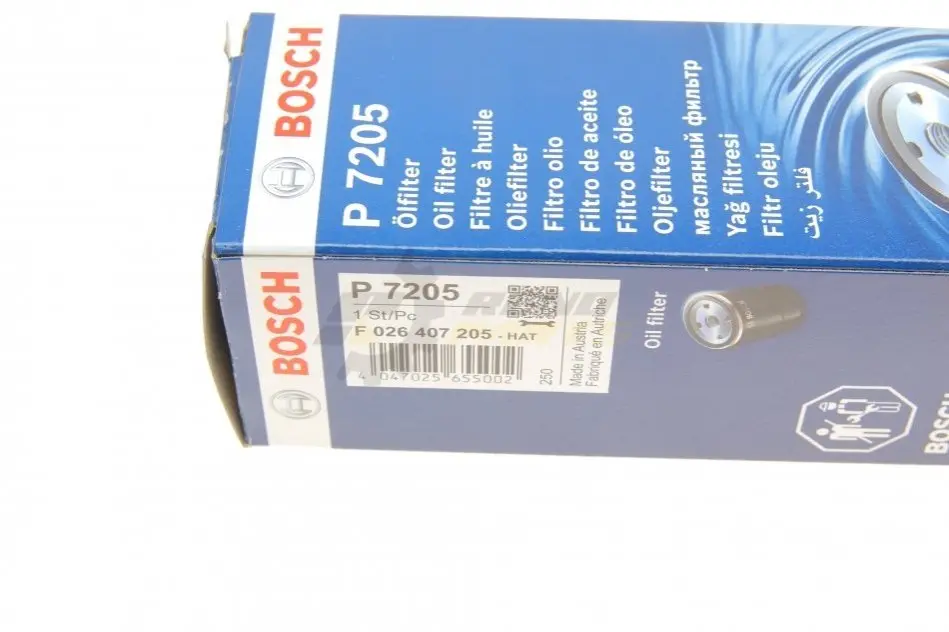 BOSCH
P 7205
Ölfilter
Oil filter
Filtre à huile
Oliefilter
Filtro olio
Filtro de aceite
Filtro de óleo
Oljefilter
масляный фильтр
Yağ filtresi
Filtr oleju
فلتر زيت
BOSCH
P 7205
1 St/Pc
F 026 407 205 - HAT
4 047025 655002
250
Made in Austria
Fabriqué en Autriche
Oil filter
BOSCH